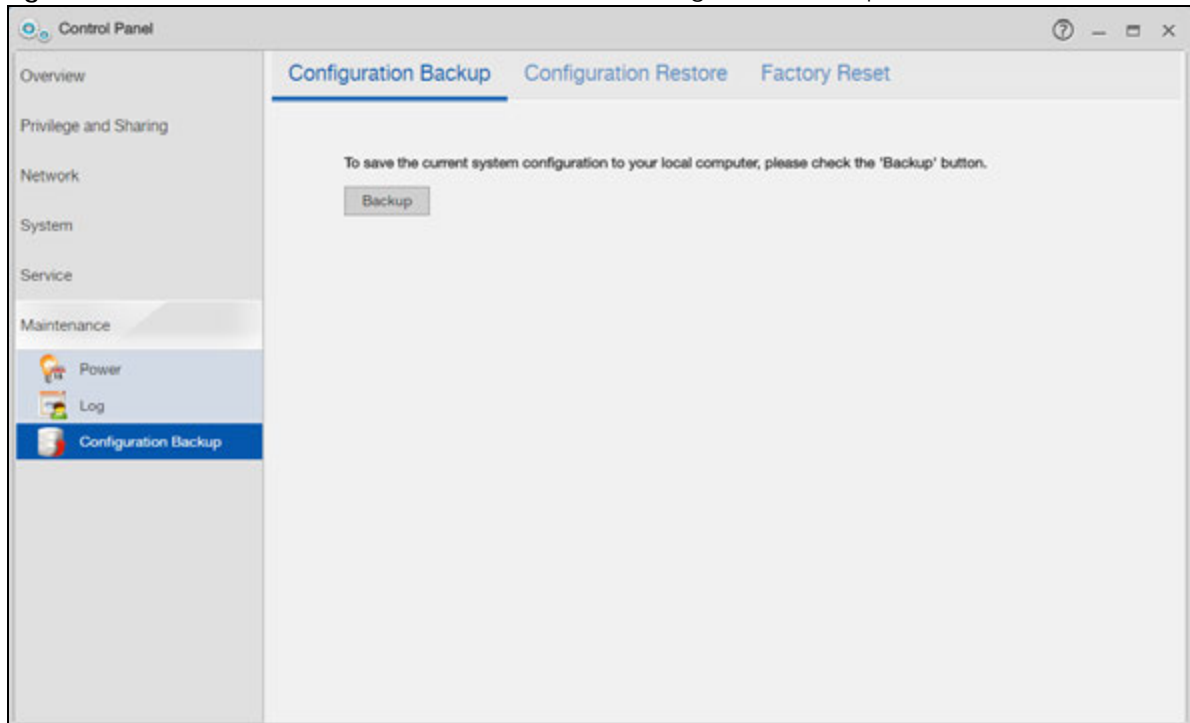 Control Panel
Overview
Privilege and Sharing
Network
System
Service
Maintenance
Power
Log
Configuration Backup
Configuration Backup Configuration Restore Factory Reset
To save the current system configuration to your local computer, please check the 'Backup' button.
Backup